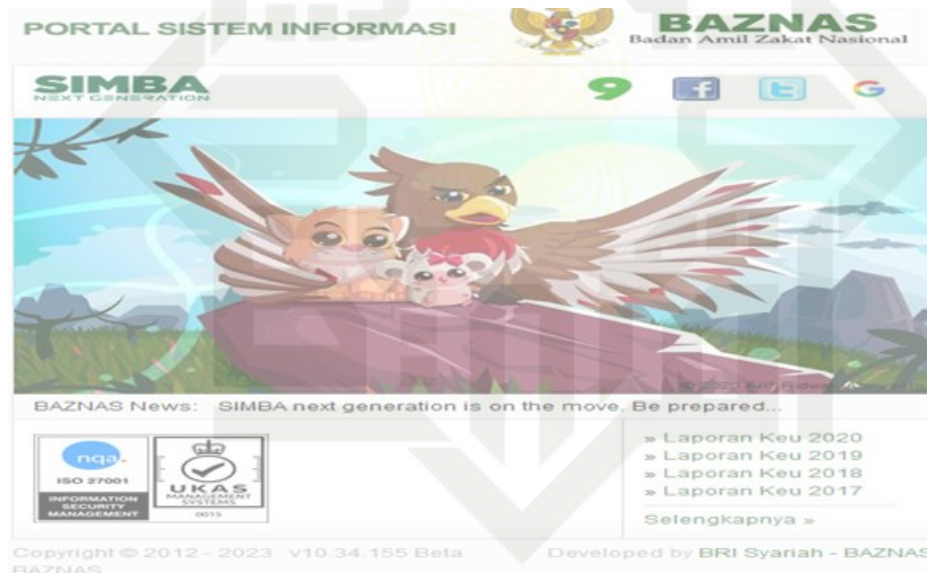 PORTAL SISTEM INFORMASI
BAZNAS
Badan Amil Zakat Nasional
SIMBA
NEXT GENERATION
© 2020 Arif Ridwan
BAZNAS News: SIMBA next generation is on the move. Be prepared...
nqa.
ISO 27001
INFORMATION
SECURITY
MANAGEMENT
UKAS
MANAGEMENT
SYSTEMS
0015
» Laporan Keu 2020
» Laporan Keu 2019
» Laporan Keu 2018
» Laporan Keu 2017
Selengkapnya »
Copyright © 2012 - 2023 v10.34.155 Beta
BAZNAS
Developed by BRI Syariah - BAZNAS